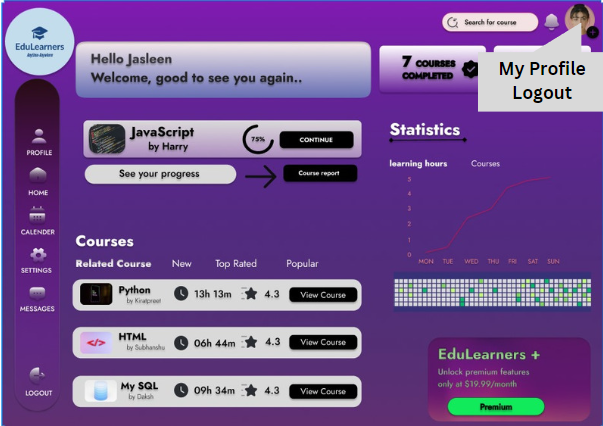 EduLearners
Anytime-Anywhere
Search for course
My Profile
Logout
Hello Jasleen
Welcome, good to see you again..
7 COURSES
COMPLETED
PROFILE
HOME
CALENDER
SETTINGS
MESSAGES
LOGOUT
JavaScript
by Harry
75%
CONTINUE
See your progress
Course report
Statistics
learning hours Courses
5
4
3
2
1
0
MON TUE WED THU FRI SAT SUN
Courses
Related Course New Top Rated Popular
Python
by Kiratpreet
13h 13m
4.3
View Course
HTML
by Subhanshu
06h 44m
4.3
View Course
My SQL
by Daksh
09h 34m
4.3
View Course
EduLearners +
Unlock premium features
only at $19.99/month
Premium